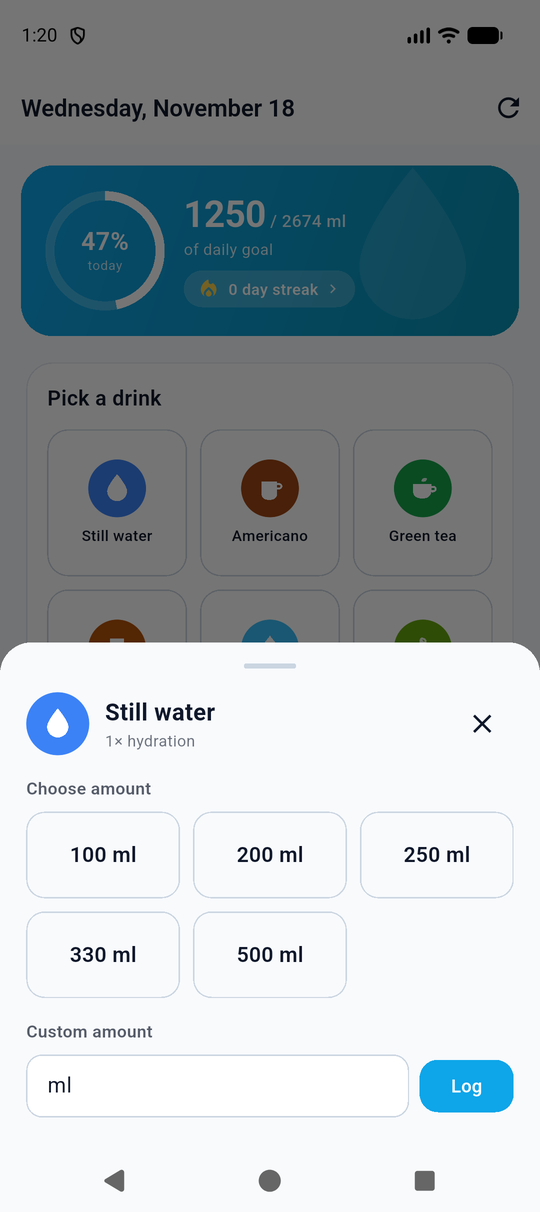 1:20
Wednesday, November 18
47%
today
1250 / 2674 ml
of daily goal
0 day streak
Pick a drink
Still water
Americano
Green tea
Still water
1× hydration
Choose amount
100 ml
200 ml
250 ml
330 ml
500 ml
Custom amount
ml
Log